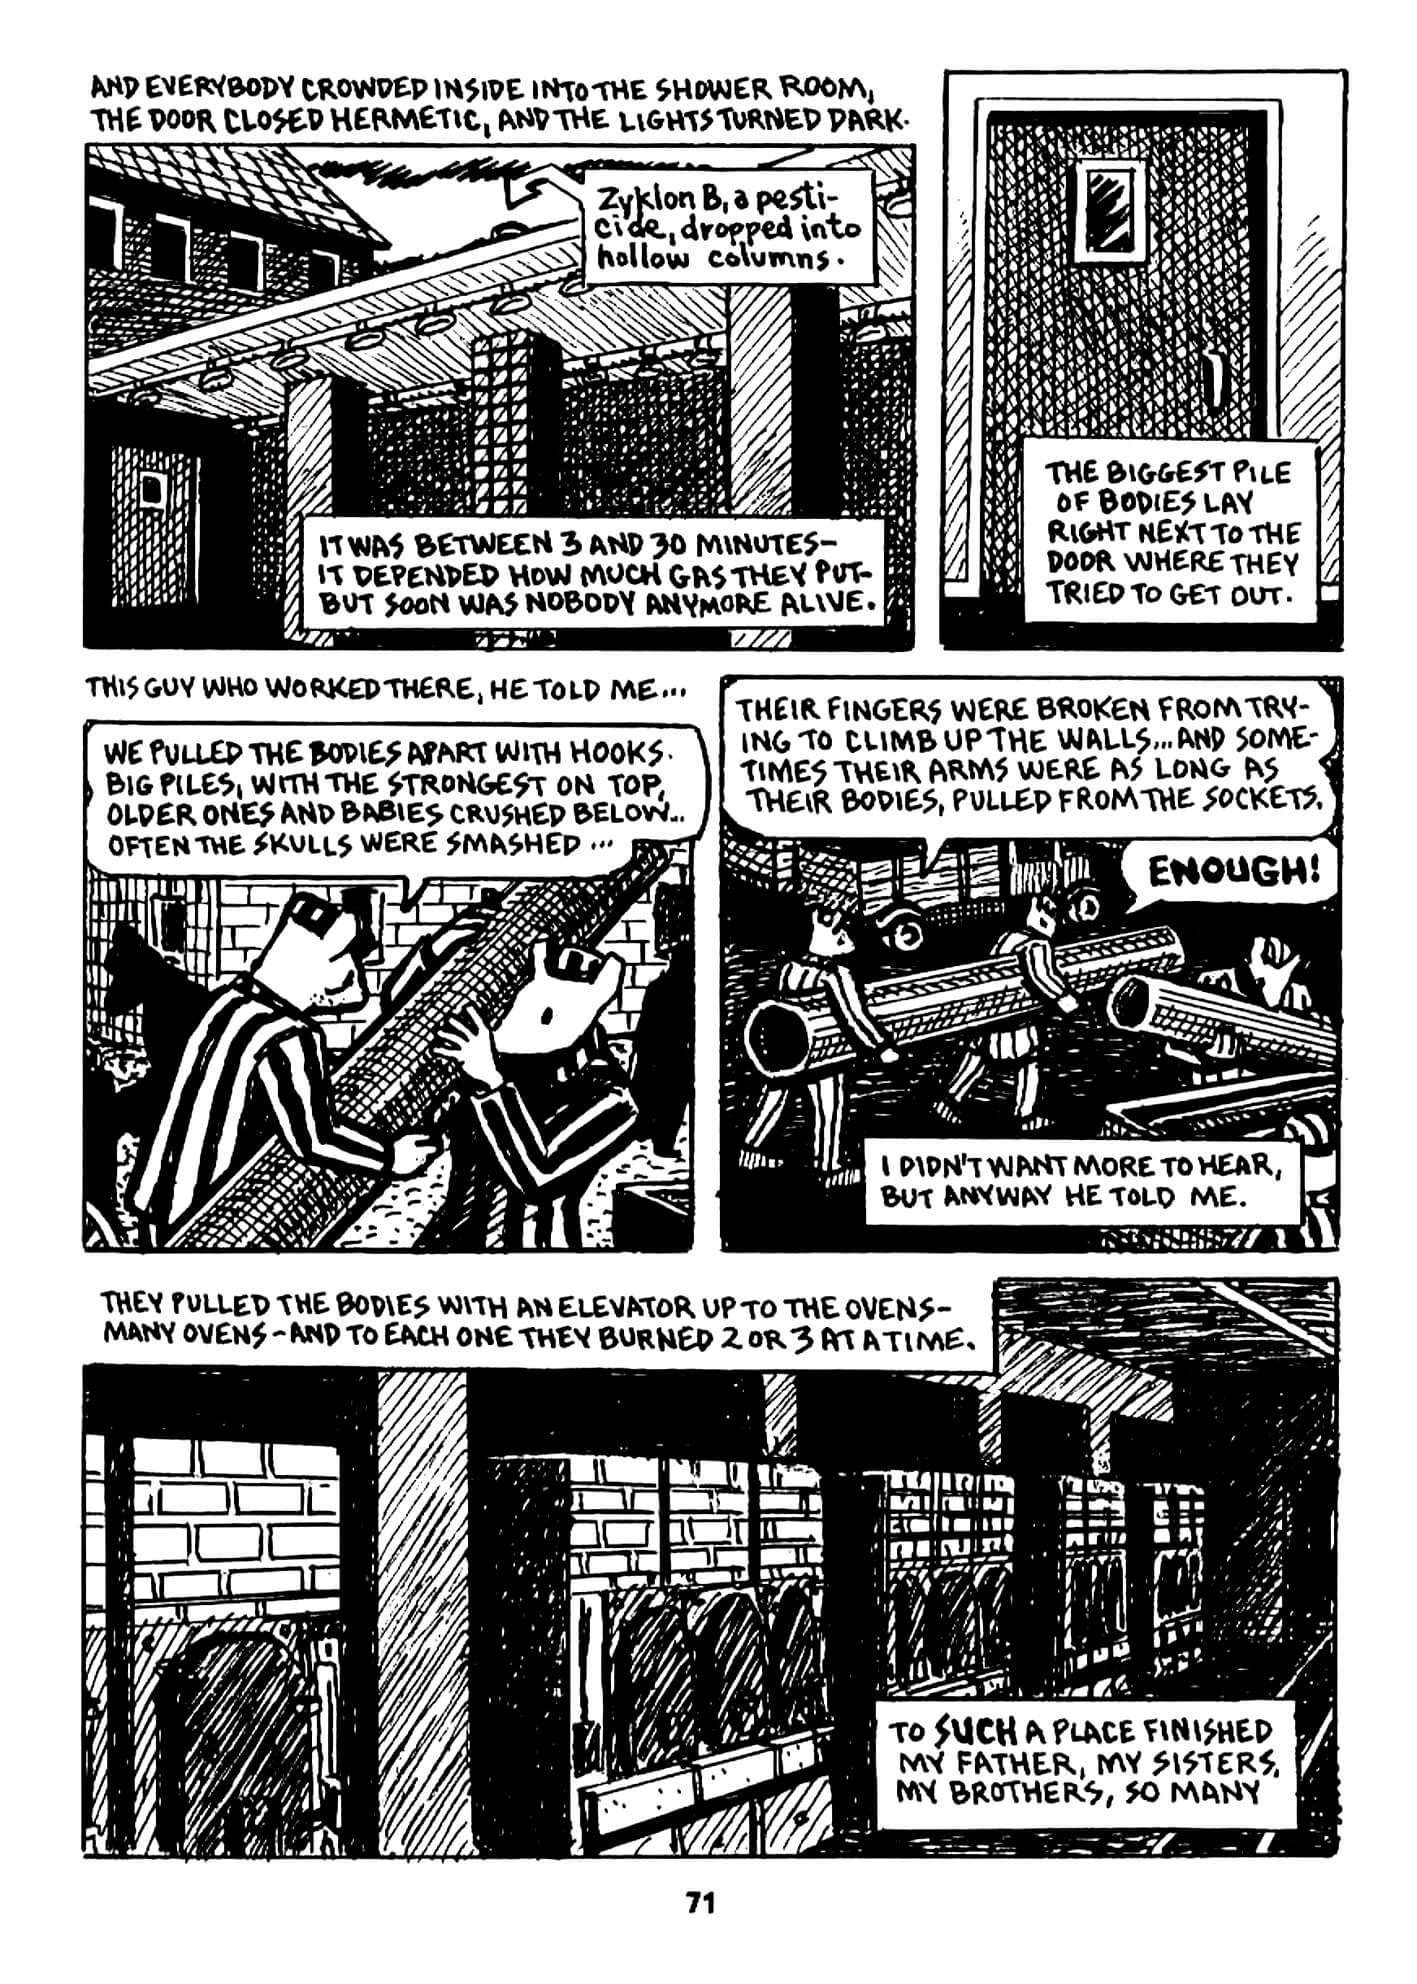 AND EVERYBODY CROWDED INSIDE INTO THE SHOWER ROOM,
THE DOOR CLOSED HERMETIC, AND THE LIGHTS TURNED DARK.
Zyklon B, a pesti-
cide, dropped into
hollow columns.
IT WAS BETWEEN 3 AND 30 MINUTES-
IT DEPENDED HOW MUCH GAS THEY PUT-
BUT SOON WAS NOBODY ANYMORE ALIVE.
THE BIGGEST PILE
OF BODIES LAY
RIGHT NEXT TO THE
DOOR WHERE THEY
TRIED TO GET OUT.
THIS GUY WHO WORKED THERE, HE TOLD ME...
WE PULLED THE BODIES APART WITH HOOKS.
BIG PILES, WITH THE STRONGEST ON TOP,
OLDER ONES AND BABIES CRUSHED BELOW...
OFTEN THE SKULLS WERE SMASHED...
THEIR FINGERS WERE BROKEN FROM TRY-
ING TO CLIMB UP THE WALLS... AND SOME-
TIMES THEIR ARMS WERE AS LONG AS
THEIR BODIES, PULLED FROM THE SOCKETS.
ENOUGH!
I DIDN'T WANT MORE TO HEAR,
BUT ANYWAY HE TOLD ME.
THEY PULLED THE BODIES WITH AN ELEVATOR UP TO THE OVENS-
MANY OVENS-AND TO EACH ONE THEY BURNED 2 OR 3 AT A TIME.
TO SUCH A PLACE FINISHED
MY FATHER, MY SISTERS,
MY BROTHERS, SO MANY
71